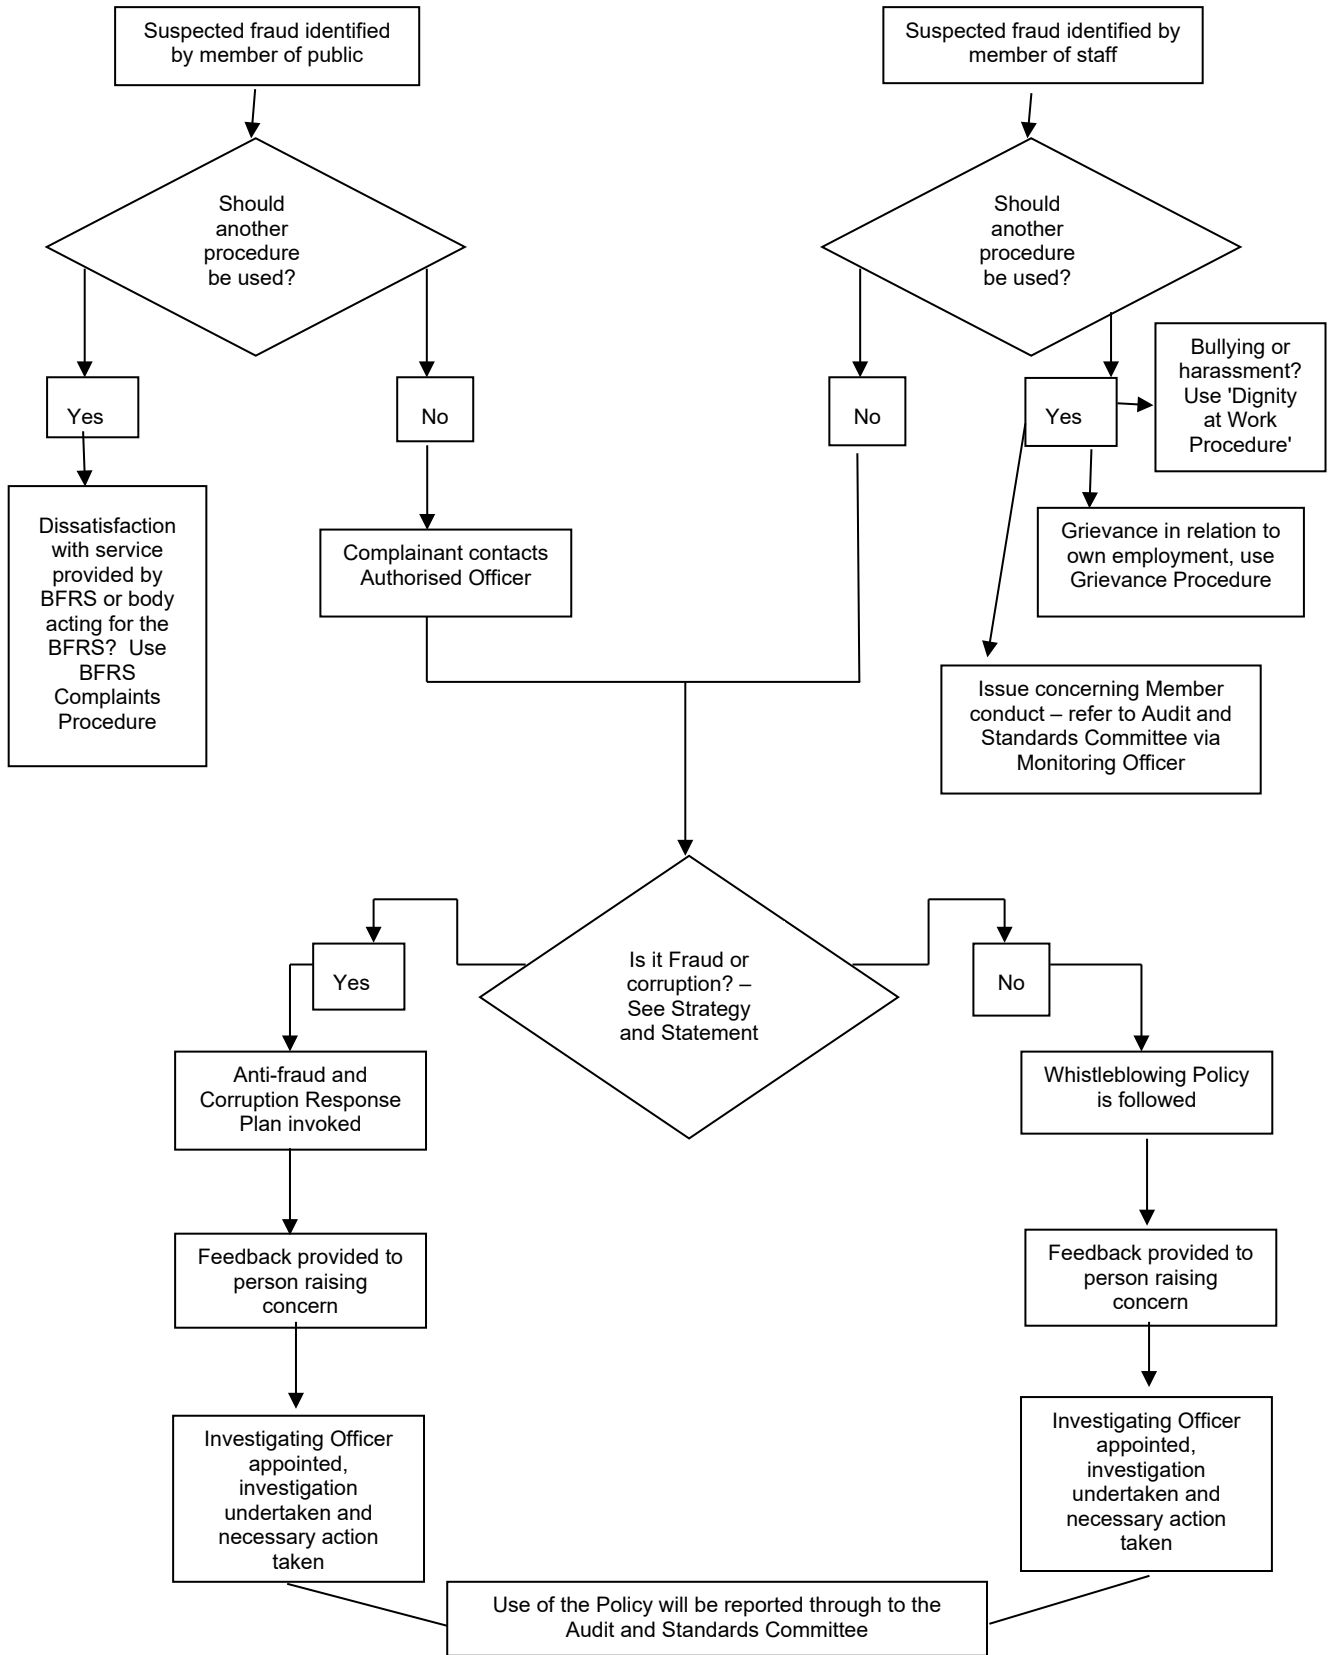 Suspected fraud identified
by member of public
Suspected fraud identified by
member of staff
Should
another
procedure
be used?
Should
another
procedure
be used?
Yes
No
No
Yes
Bullying or
harassment?
Use 'Dignity
at Work
Procedure'
Dissatisfaction
with service
provided by
BFRS or body
acting for the
BFRS?  Use
BFRS
Complaints
Procedure
Complainant contacts
Authorised Officer
Grievance in relation to
own employment, use
Grievance Procedure
Issue concerning Member
conduct – refer to Audit and
Standards Committee via
Monitoring Officer
Is it Fraud or
corruption? –
See Strategy
and Statement
Yes
No
Anti-fraud and
Corruption Response
Plan invoked
Whistleblowing Policy
is followed
Feedback provided to
person raising
concern
Feedback provided to
person raising
concern
Investigating Officer
appointed,
investigation
undertaken and
necessary action
taken
Investigating Officer
appointed,
investigation
undertaken and
necessary action
taken
Use of the Policy will be reported through to the
Audit and Standards Committee